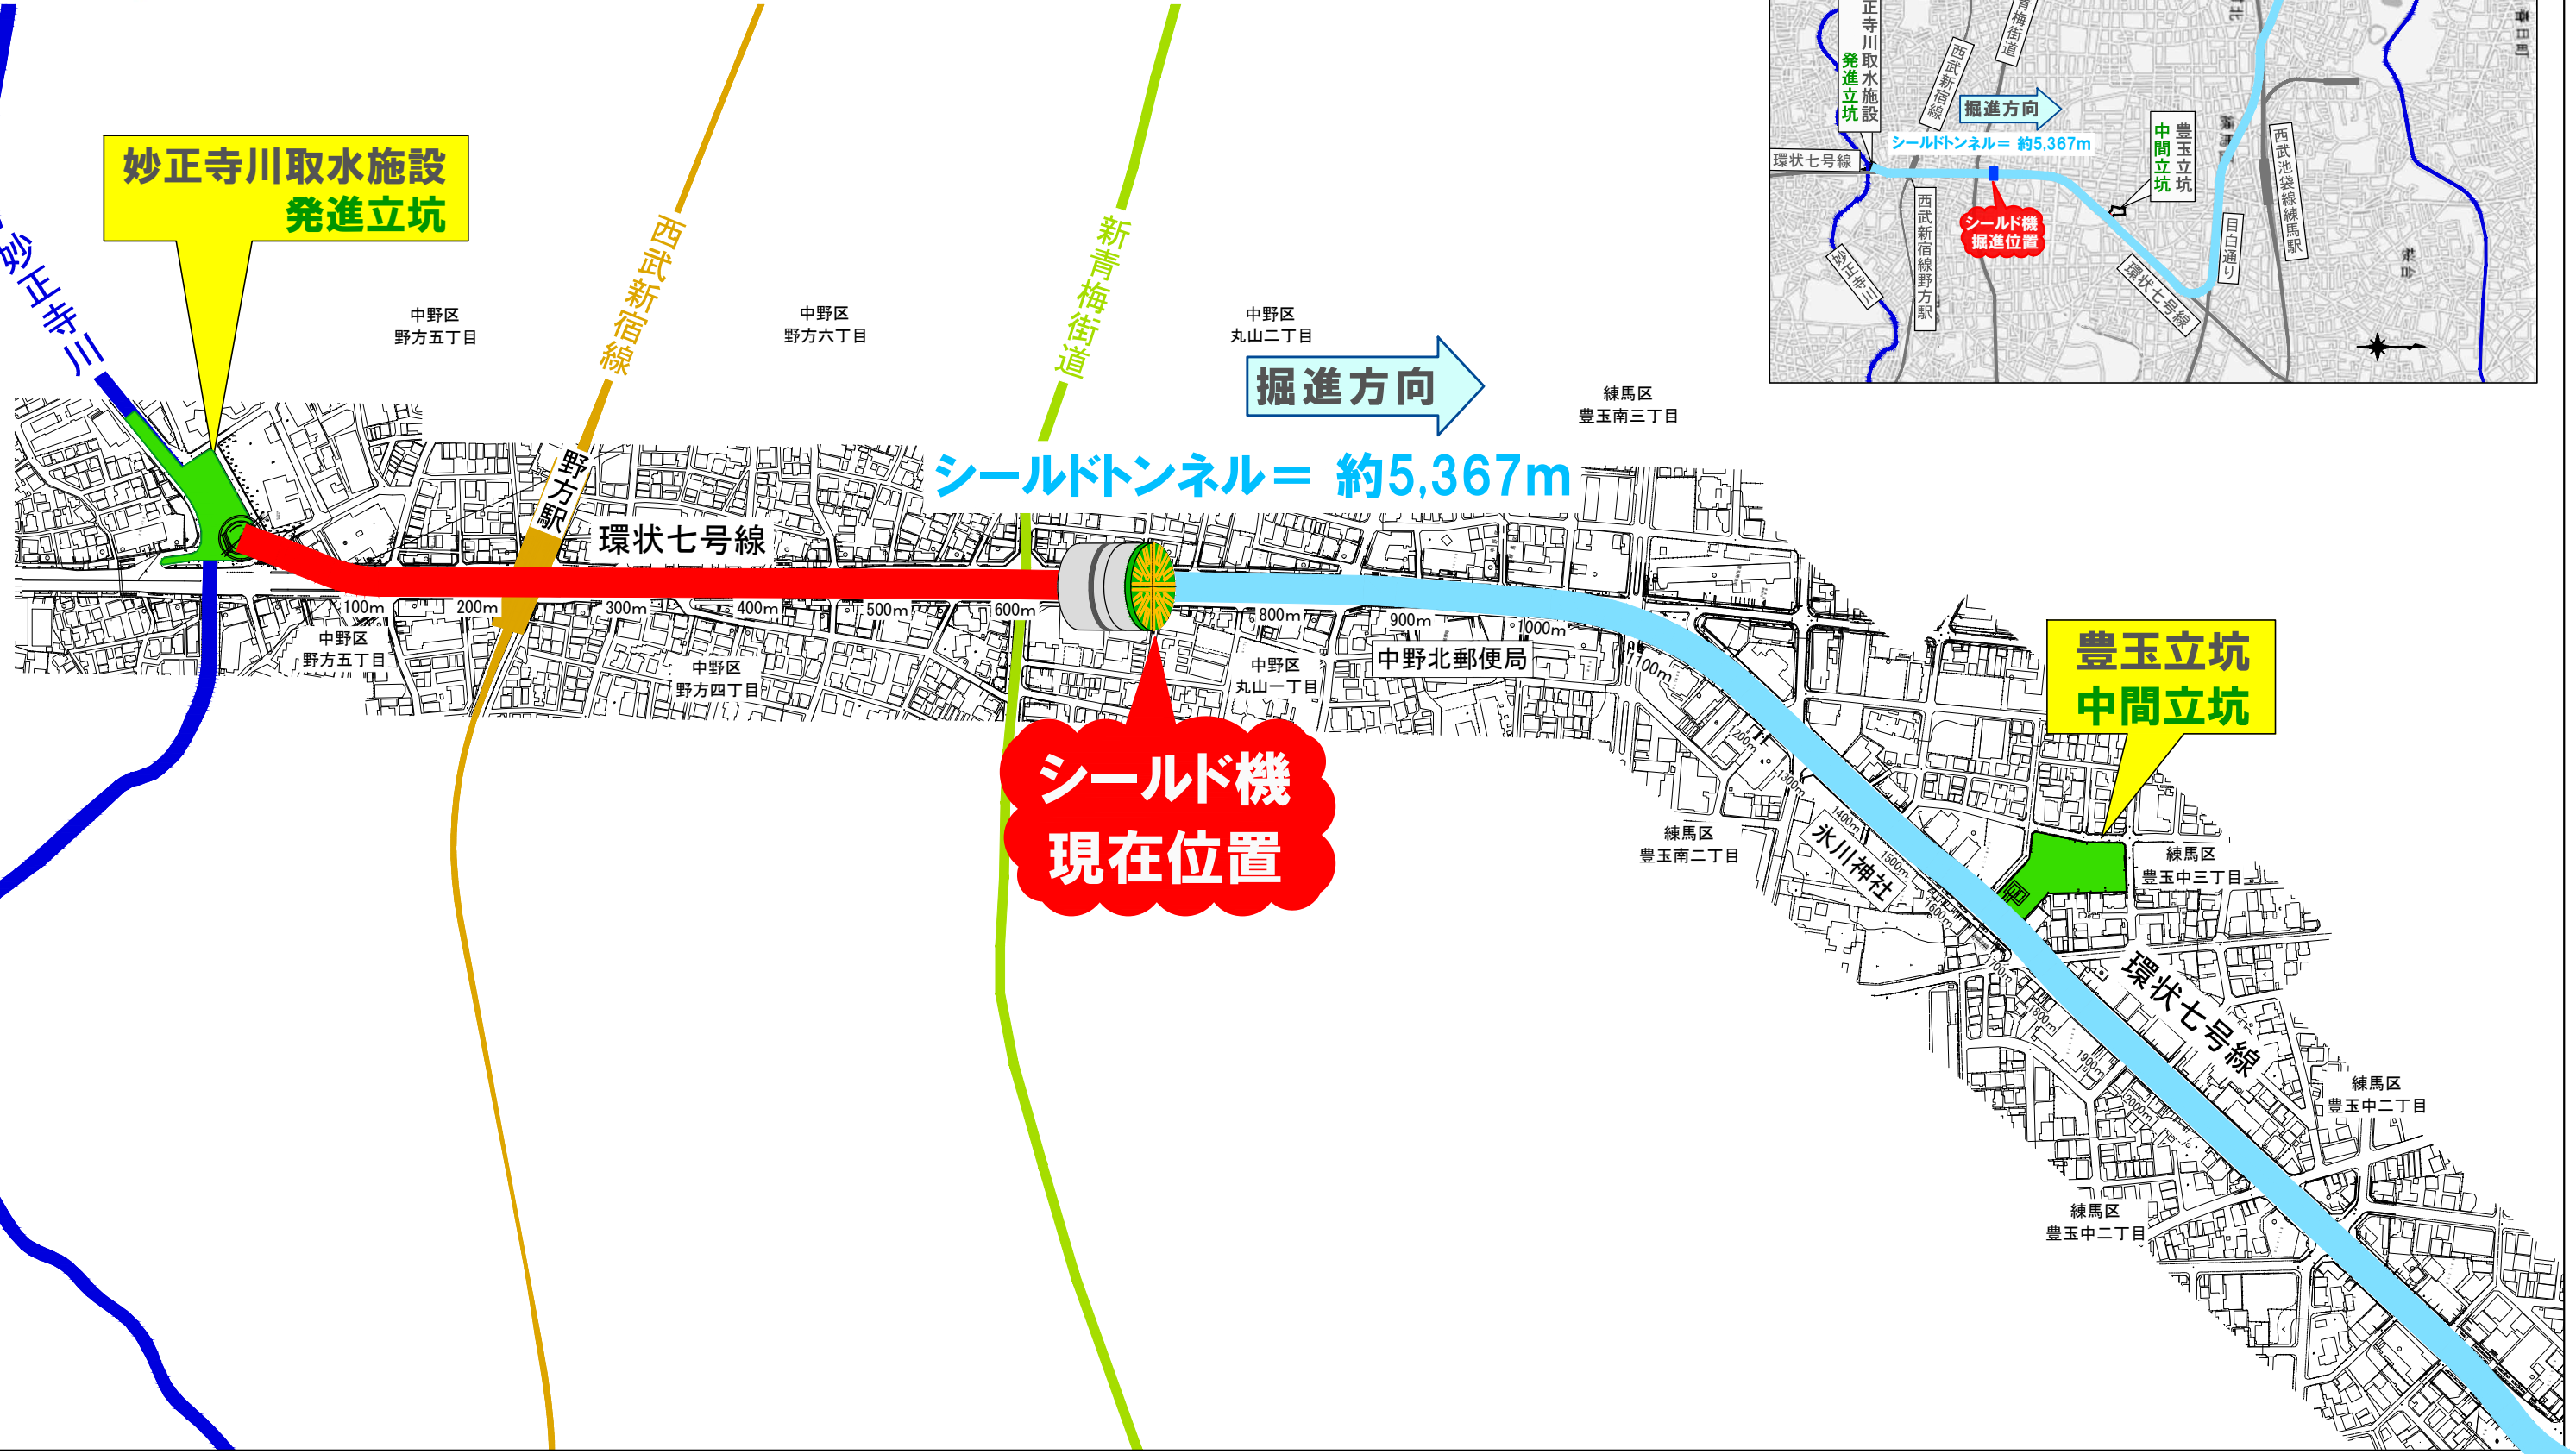 妙正寺川取水施設
発進立坑
妙正寺川
西武新宿線
新青梅街道
中野区
野方五丁目
中野区
野方六丁目
中野区
丸山二丁目
掘進方向
練馬区
豊玉南三丁目
シールドトンネル＝ 約5,367m
野方駅
環状七号線
100m
200m
300m
400m
500m
600m
800m
900m
1000m
1100m
1200m
1300m
1400m
1500m
1600m
1700m
1800m
1900m
2000m
中野区
野方五丁目
中野区
野方四丁目
中野区
丸山一丁目
中野北郵便局
シールド機
現在位置
豊玉立坑
中間立坑
練馬区
豊玉南二丁目
氷川神社
練馬区
豊玉中三丁目
環状七号線
練馬区
豊玉中二丁目
練馬区
豊玉中二丁目
正寺川取水施設
発進立坑
西武新宿線
青梅街道
掘進方向
シールドトンネル＝ 約5,367m
環状七号線
シールド機
掘進位置
豊玉立坑
中間立坑
西武池袋線練馬駅
目白通り
環状七号線
西武新宿線野方駅
妙正寺川
春日町